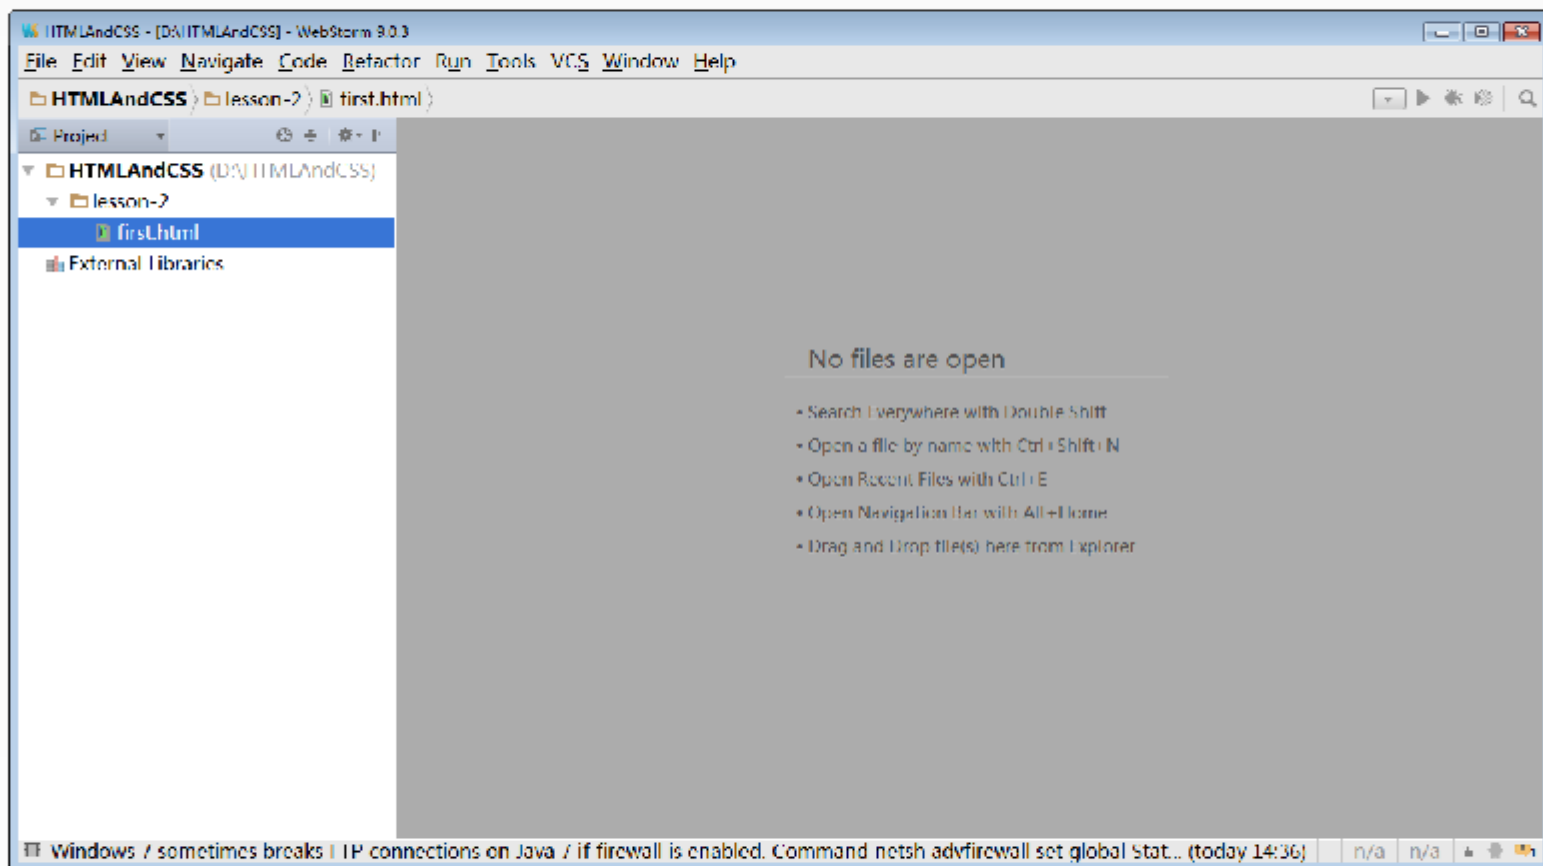 HTMLAndCSS - [D:\HTMLAndCSS] - WebStorm 9.0.3
File Edit View Navigate Code Refactor Run Tools VCS Window Help
HTMLAndCSS lesson-2 first.html
Project
HTMLAndCSS (D:\HTMLAndCSS)
lesson-2
first.html
External Libraries
No files are open
• Search Everywhere with Double Shift
• Open a file by name with Ctrl+Shift+N
• Open Recent Files with Ctrl+E
• Open Navigation Bar with Alt+Home
• Drag and Drop file(s) here from Explorer
Windows 7 sometimes breaks FTP connections on Java 7 if firewall is enabled. Command netsh advfirewall set global Stat... (today 14:36) n/a n/a